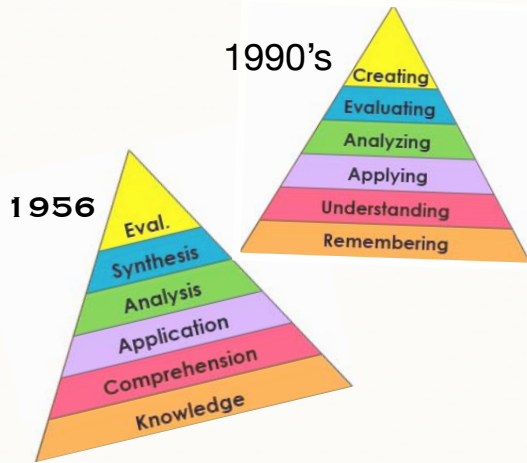 1990's
Creating
Evaluating
Analyzing
Applying
Understanding
Remembering
1956
Eval.
Synthesis
Analysis
Application
Comprehension
Knowledge